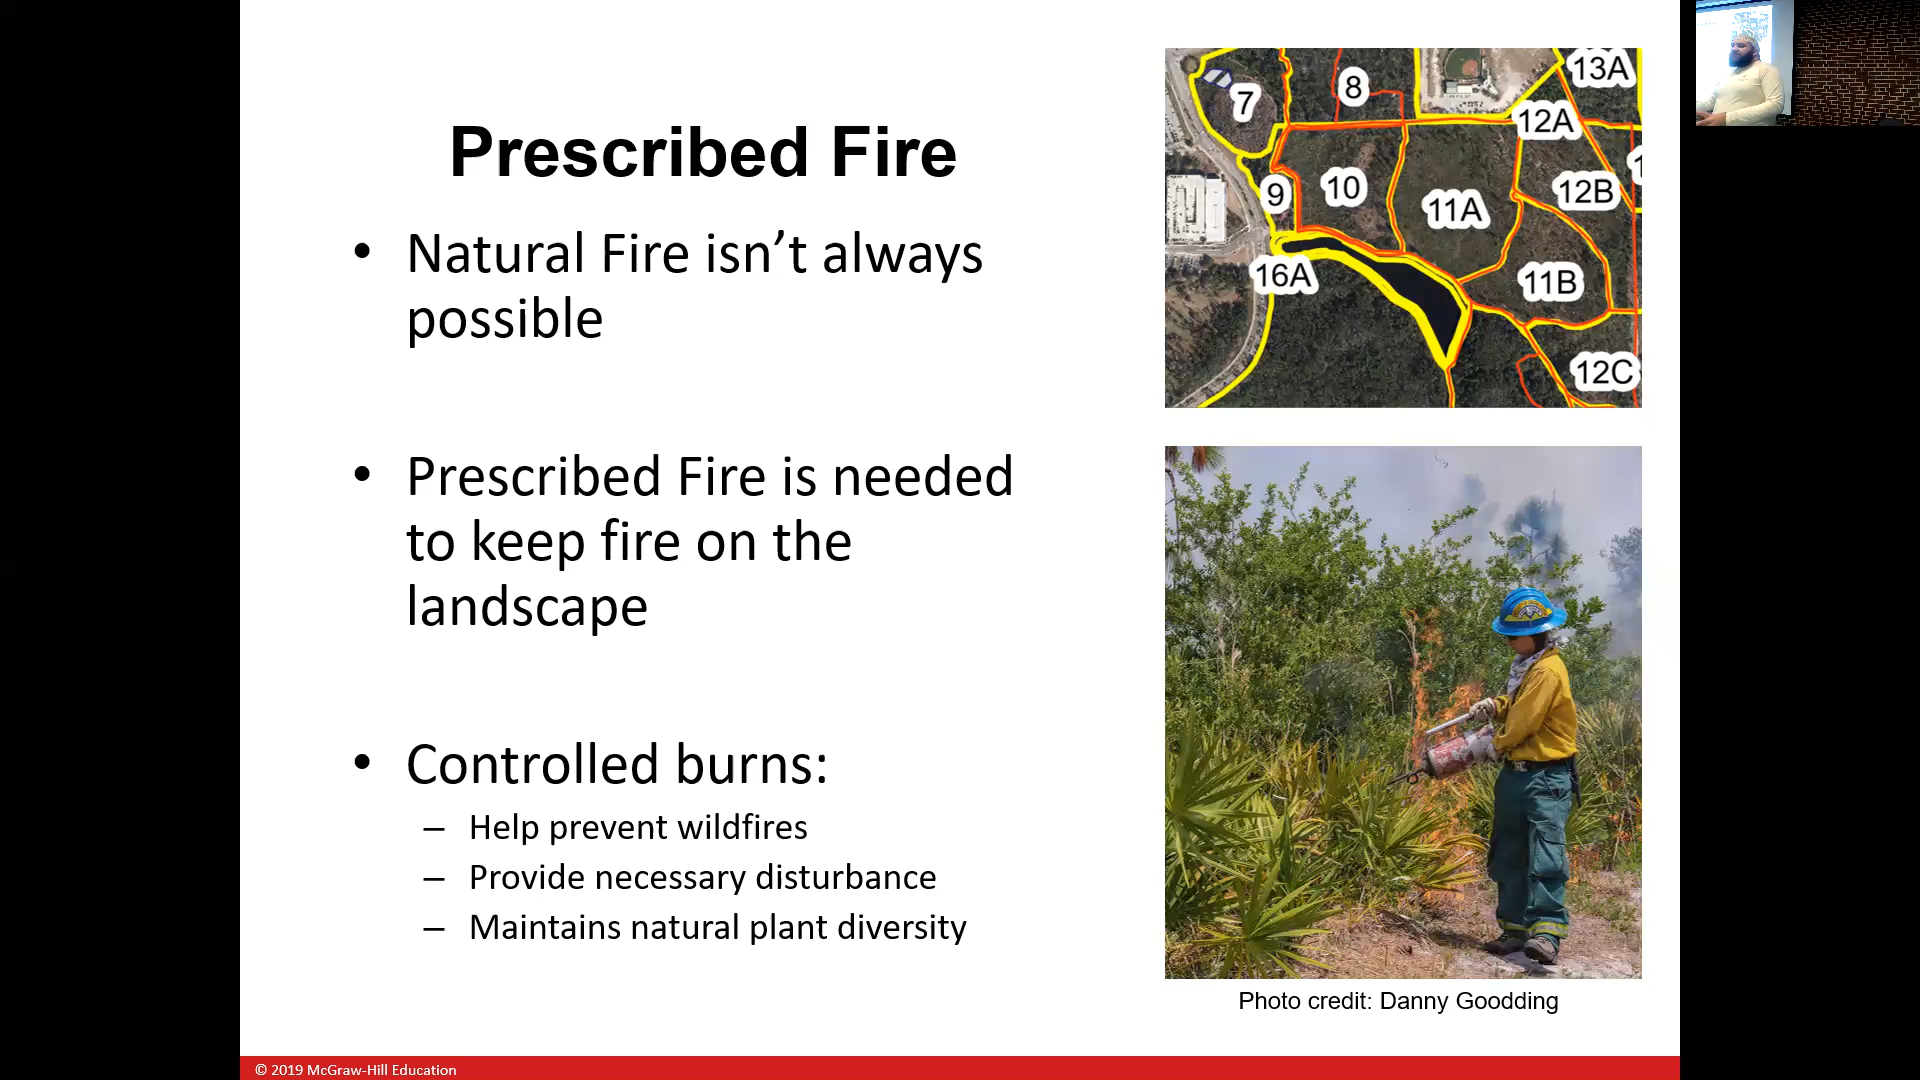 Prescribed Fire
• Natural Fire isn’t always
possible
• Prescribed Fire is needed
to keep fire on the
landscape
• Controlled burns:
– Help prevent wildfires
– Provide necessary disturbance
– Maintains natural plant diversity
7
8
13A
12A
9
10
11A
12B
1
16A
11B
12C
Photo credit: Danny Goodding
© 2019 McGraw-Hill Education